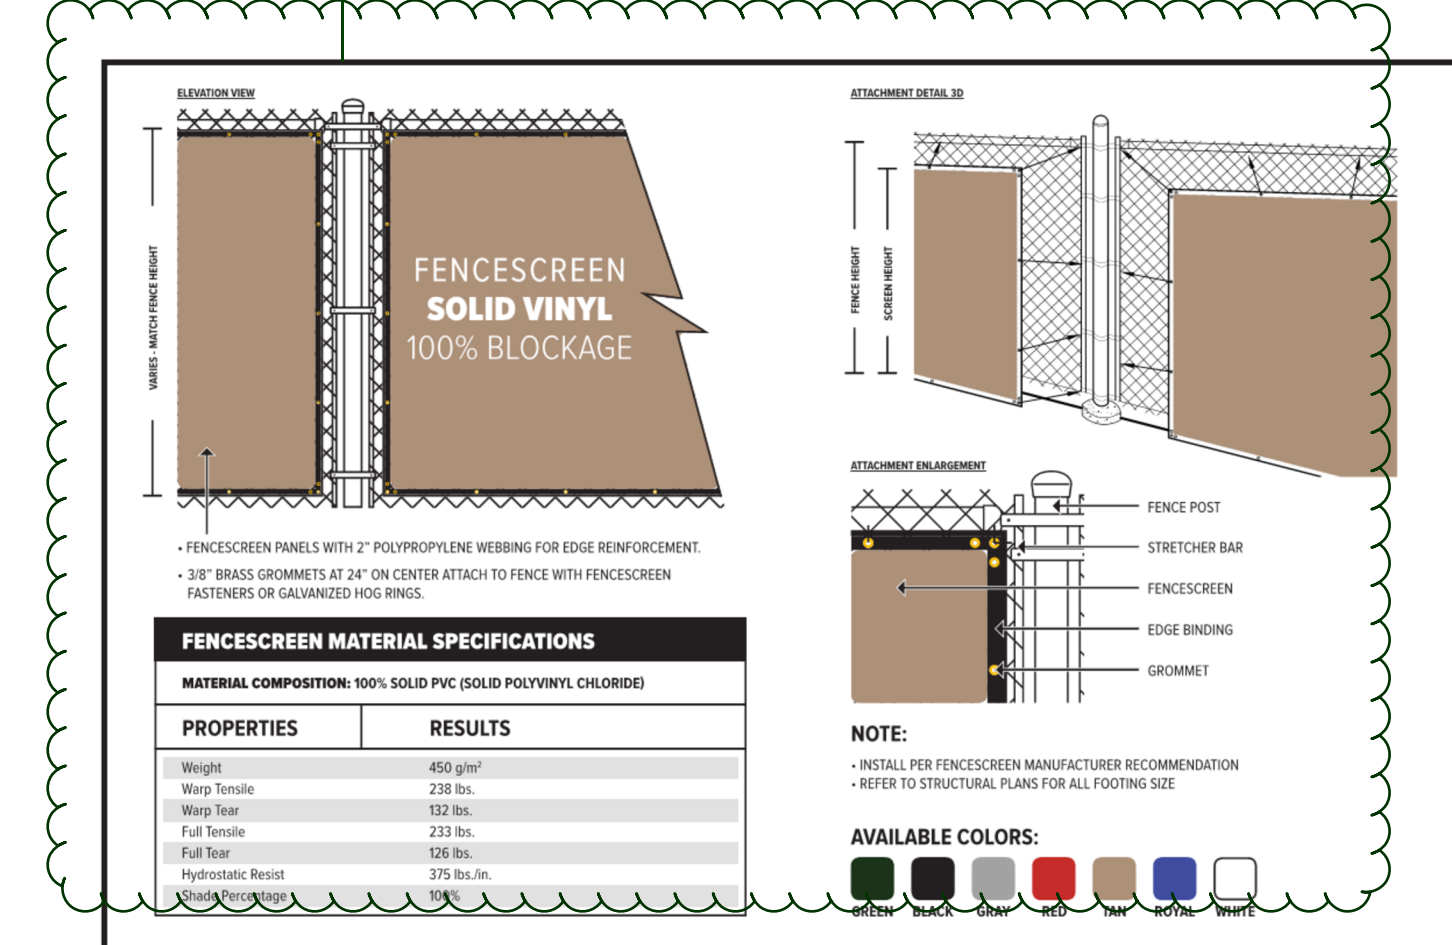 ELEVATION VIEW
VARIES - MATCH FENCE HEIGHT
FENCESCREEN
SOLID VINYL
100% BLOCKAGE
• FENCESCREEN PANELS WITH 2" POLYPROPYLENE WEBBING FOR EDGE REINFORCEMENT.
• 3/8" BRASS GROMMETS AT 24" ON CENTER ATTACH TO FENCE WITH FENCESCREEN
FASTENERS OR GALVANIZED HOG RINGS.
FENCESCREEN MATERIAL SPECIFICATIONS
MATERIAL COMPOSITION: 100% SOLID PVC (SOLID POLYVINYL CHLORIDE)
PROPERTIES RESULTS
Weight 450 g/m²
Warp Tensile 238 lbs.
Warp Tear 132 lbs.
Full Tensile 233 lbs.
Full Tear 126 lbs.
Hydrostatic Resist 375 lbs./in.
Shade Percentage 100%
ATTACHMENT DETAIL 3D
FENCE HEIGHT
SCREEN HEIGHT
ATTACHMENT ENLARGEMENT
FENCE POST
STRETCHER BAR
FENCESCREEN
EDGE BINDING
GROMMET
NOTE:
• INSTALL PER FENCESCREEN MANUFACTURER RECOMMENDATION
• REFER TO STRUCTURAL PLANS FOR ALL FOOTING SIZE
AVAILABLE COLORS:
GREEN BLACK GRAY RED TAN ROYAL WHITE